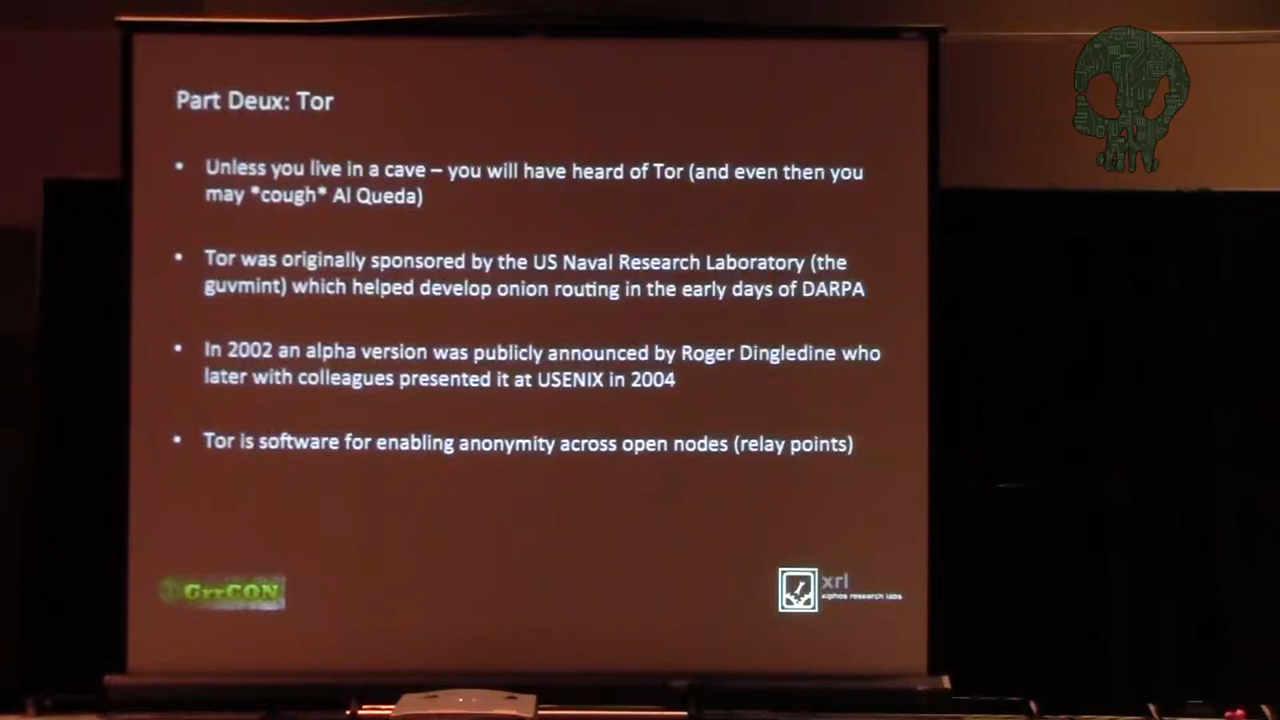 Part Deux: Tor
• Unless you live in a cave – you will have heard of Tor (and even then you
may *cough* Al Queda)
• Tor was originally sponsored by the US Naval Research Laboratory (the
guvmint) which helped develop onion routing in the early days of DARPA
• In 2002 an alpha version was publicly announced by Roger Dingledine who
later with colleagues presented it at USENIX in 2004
• Tor is software for enabling anonymity across open nodes (relay points)
GrrCON
xrl
xiphos research labs